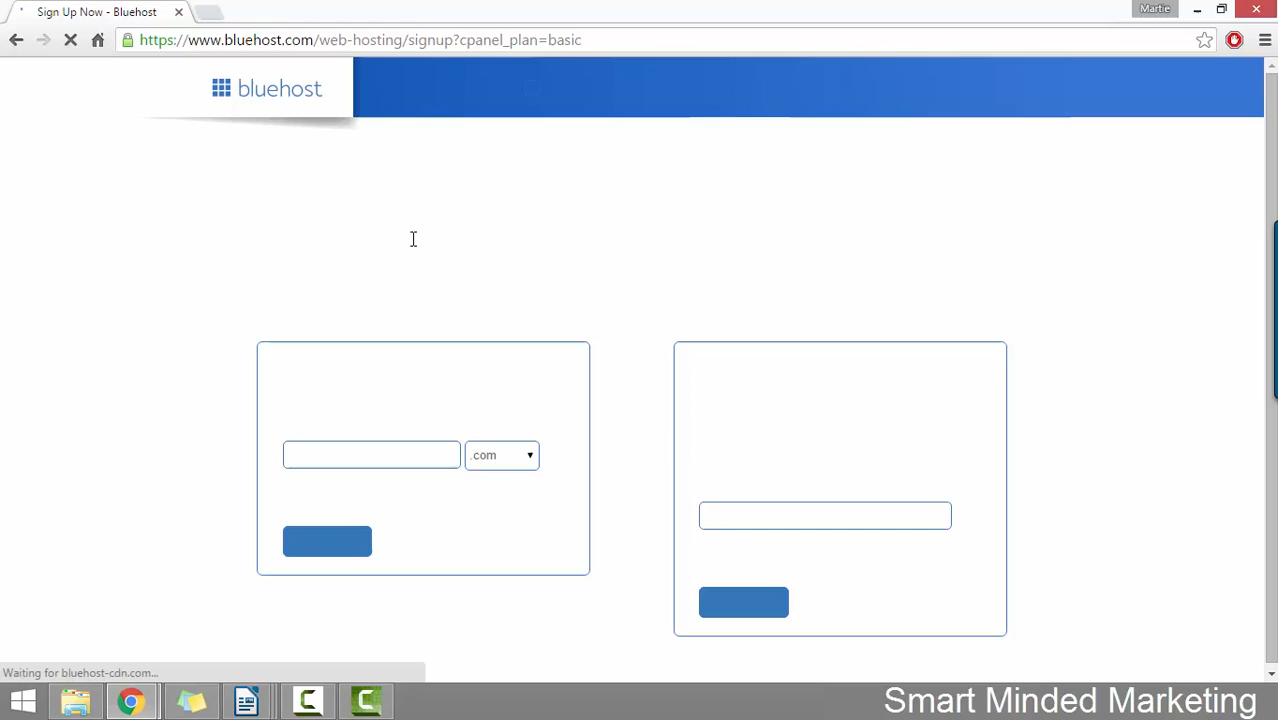 Sign Up Now - Bluehost
Martie
https://www.bluehost.com/web-hosting/signup?cpanel_plan=basic
bluehost
.com
Waiting for bluehost-cdn.com...
Smart Minded Marketing